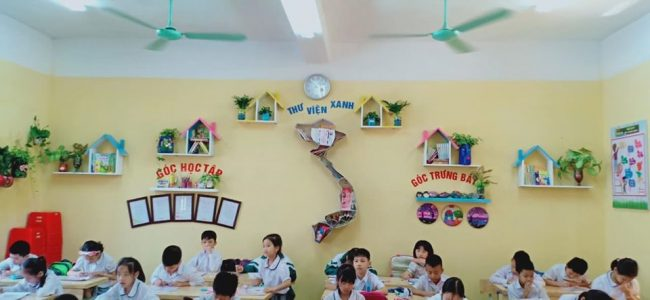 THƯ VIỆN XANH
GÓC HỌC TẬP
GÓC TRƯNG BÀY